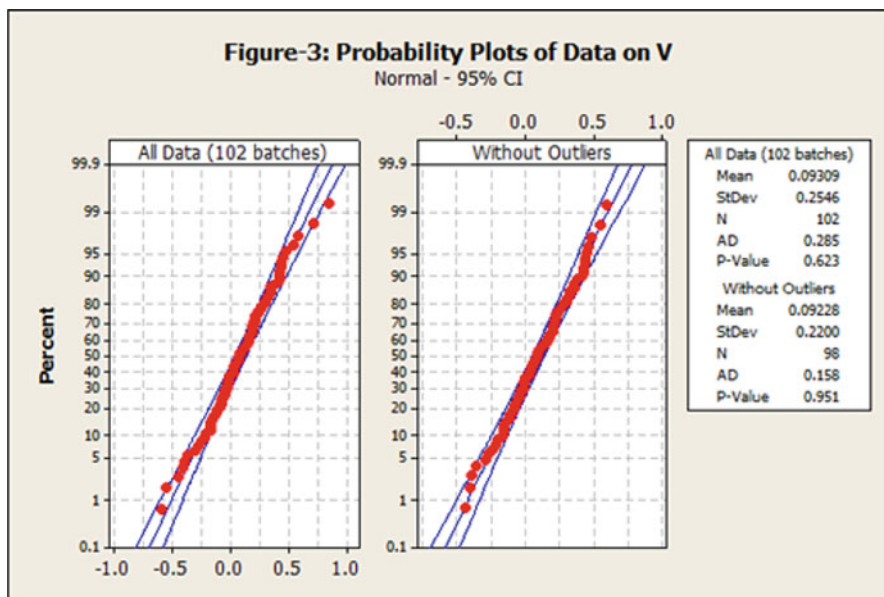 Figure-3: Probability Plots of Data on V
Normal - 95% CI
-0.5 0.0 0.5 1.0
All Data (102 batches) Without Outliers
99.9 99.9
99 99
95 95
90 90
80 80
70 70
60 60
50 50
40 40
30 30
20 20
10 10
5 5
1 1
0.1 0.1
-1.0 -0.5 0.0 0.5 1.0
Percent
All Data (102 batches)
Mean 0.09309
StDev 0.2546
N 102
AD 0.285
P-Value 0.623
Without Outliers
Mean 0.09228
StDev 0.2200
N 98
AD 0.158
P-Value 0.951